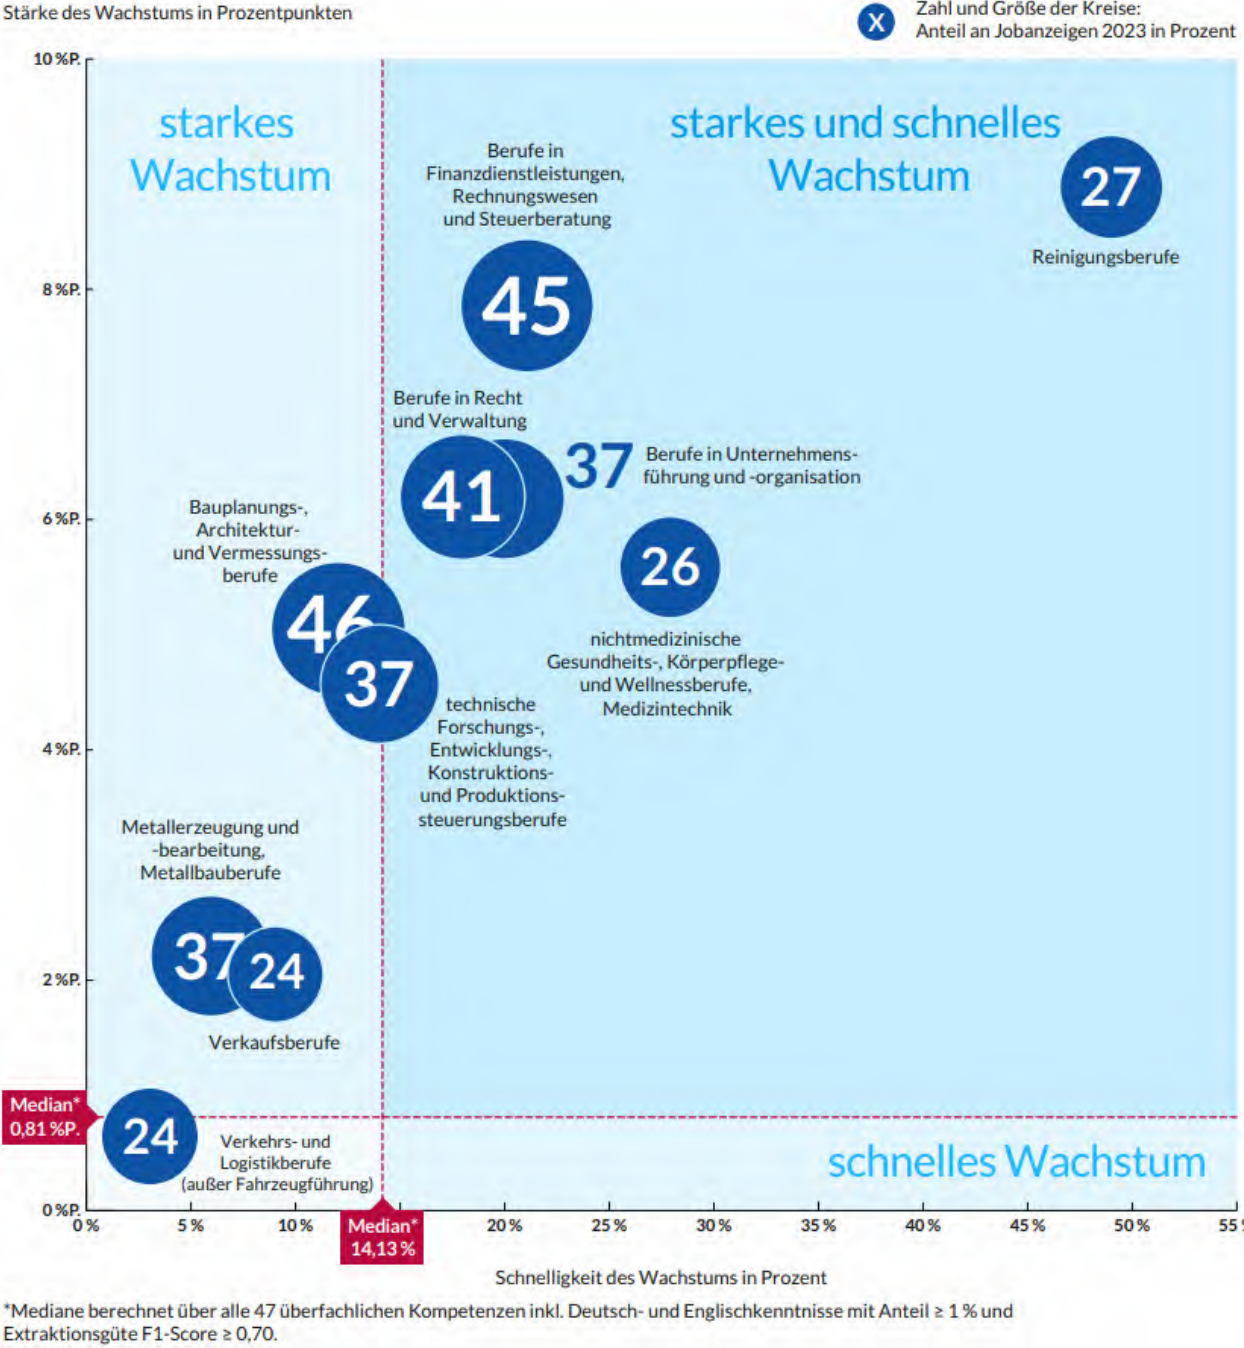 Stärke des Wachstums in Prozentpunkten
X
Zahl und Größe der Kreise:
Anteil an Jobanzeigen 2023 in Prozent
10 %P.
starkes
Wachstum
starkes und schnelles
Wachstum
Berufe in
Finanzdienstleistungen,
Rechnungswesen
und Steuerberatung
27
Reinigungsberufe
8 %P.
45
Berufe in Recht
und Verwaltung
41
37
Berufe in Unternehmens-
führung und -organisation
6 %P.
Bauplanungs-,
Architektur-
und Vermessungs-
berufe
46
26
nichtmedizinische
Gesundheits-, Körperpflege-
und Wellnessberufe,
Medizintechnik
37
technische
Forschungs-,
Entwicklungs-,
Konstruktions-
und Produktions-
steuerungsberufe
4 %P.
Metallerzeugung und
-bearbeitung,
Metallbauberufe
37
24
2 %P.
Verkaufsberufe
Median*
0,81 %P.
24
Verkehrs- und
Logistikberufe
(außer Fahrzeugführung)
schnelles Wachstum
0 %P.
0 % 5 % 10 % 20 % 25 % 30 % 35 % 40 % 45 % 50 % 55
Median*
14,13 %
Schnelligkeit des Wachstums in Prozent
*Mediane berechnet über alle 47 überfachlichen Kompetenzen inkl. Deutsch- und Englischkenntnisse mit Anteil ≥ 1 % und
Extraktionsgüte F1-Score ≥ 0,70.